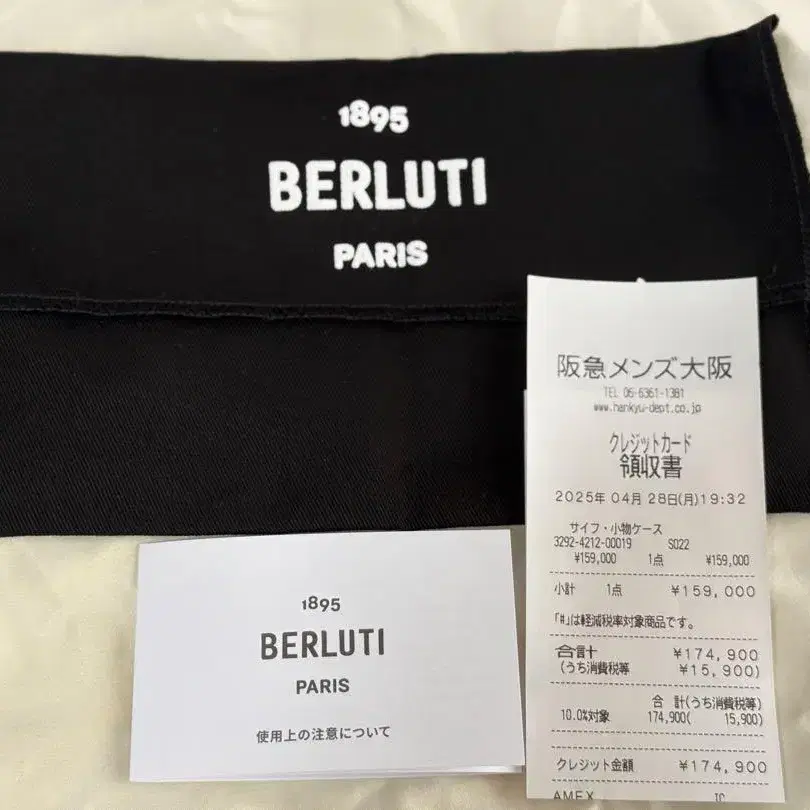 1895
BERLUTI
PARIS
阪急メンズ大阪
TEL 06-6361-1381
www.hankyu-dept.co.jp
クレジットカード
領収書
2025年 04月 28日(月)19:32
サイフ・小物ケース
3292-4212-00019 S022
¥159,000 1点 ¥159,000
小計 1点 ¥159,000
「#」は軽減税率対象商品です。
合計 ¥174,900
(うち消費税等 ¥15,900)
合 計(うち消費税等)
10.0%対象 174,900( 15,900)
クレジット金額 ¥174,900
AMEX IC
1895
BERLUTI
PARIS
使用上の注意について